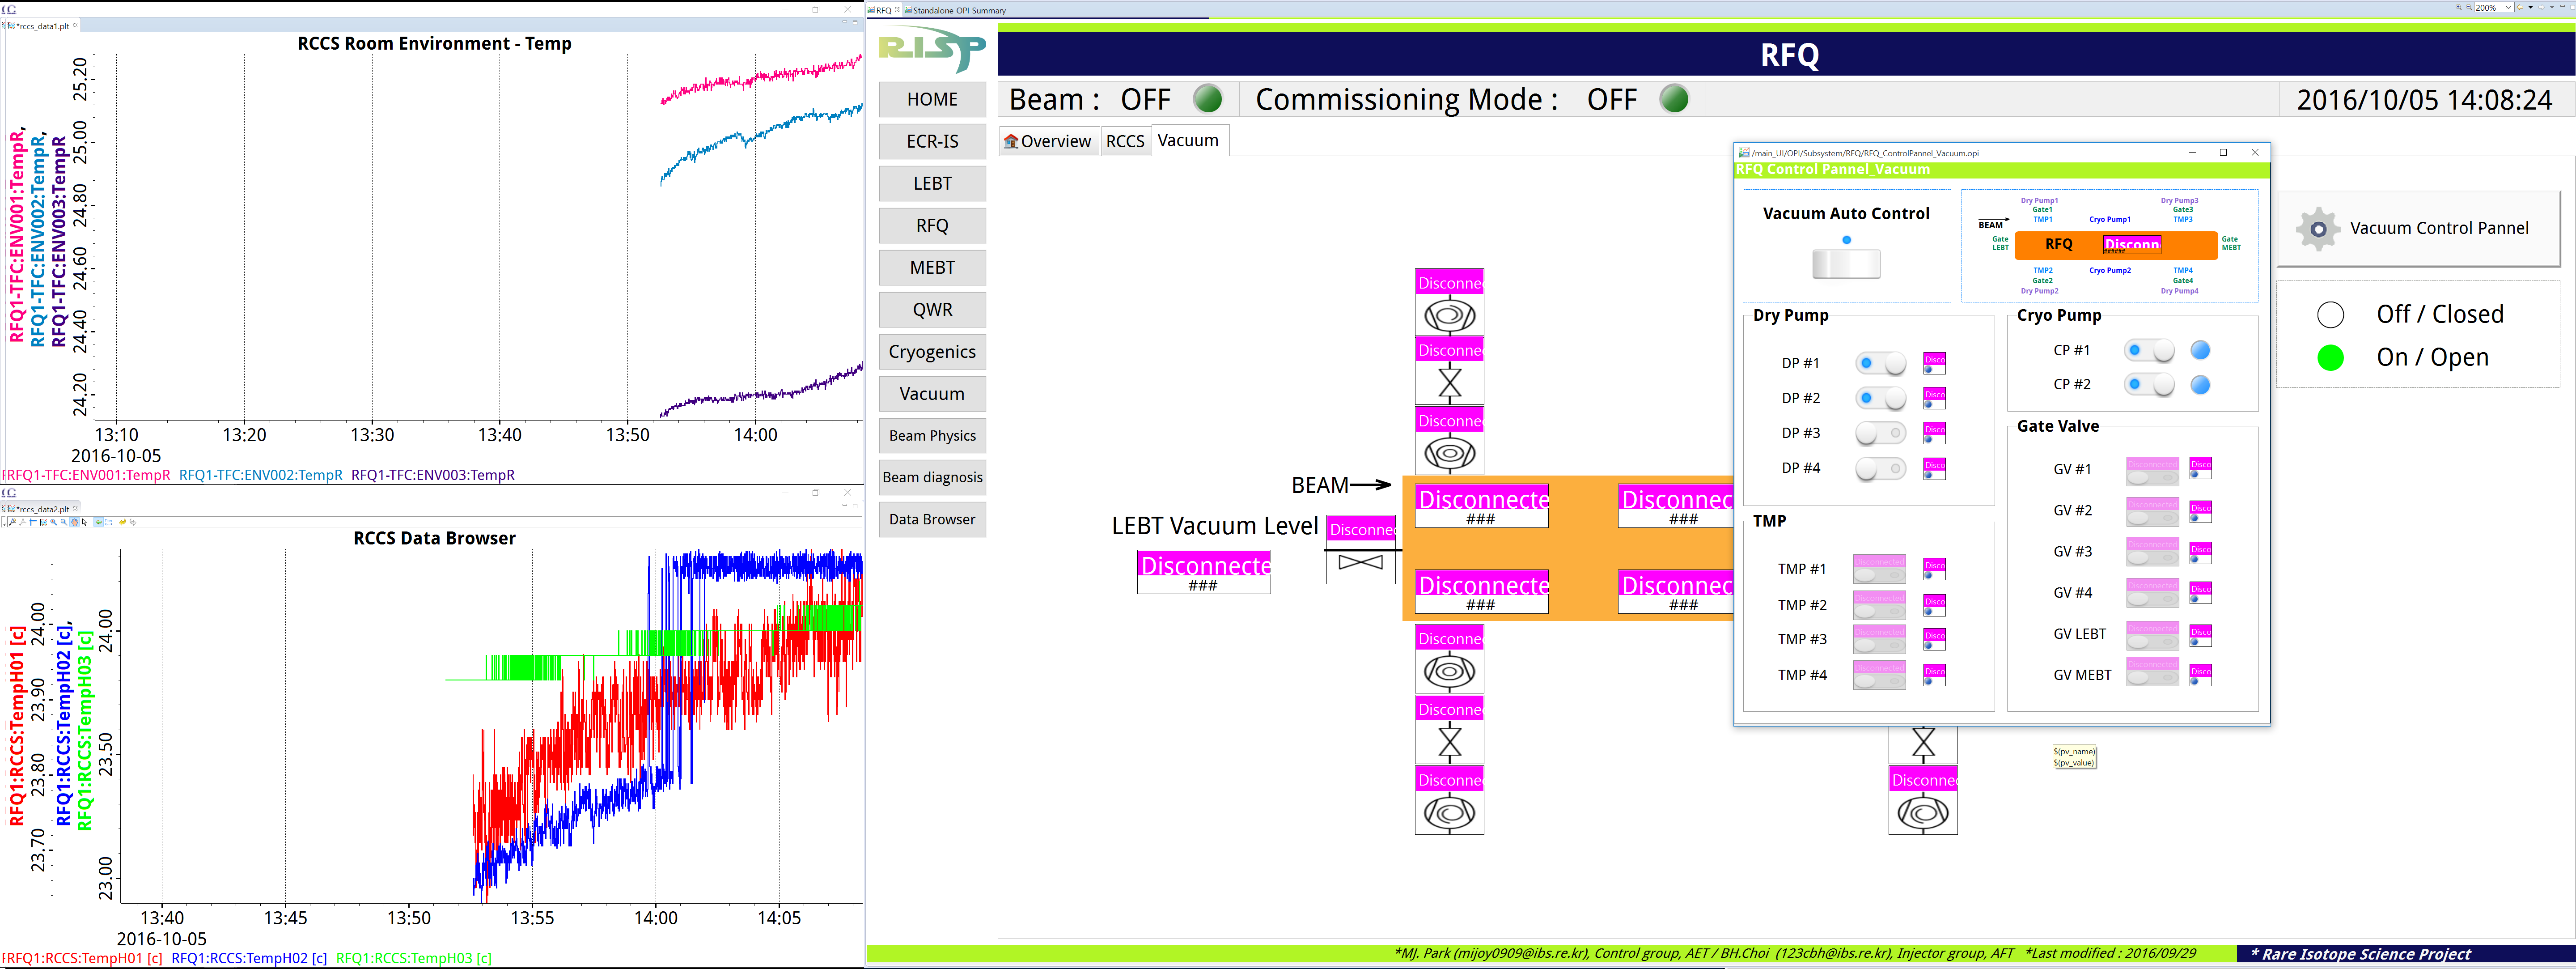 *rccs_data1.plt
RCCS Room Environment - Temp
RFQ1-TFC:ENV001:TempR,
RFQ1-TFC:ENV002:TempR,
RFQ1-TFC:ENV003:TempR
25.20
25.00
24.80
24.60
24.40
24.20
13:10 13:20 13:30 13:40 13:50 14:00
2016-10-05
RFQ1-TFC:ENV001:TempR RFQ1-TFC:ENV002:TempR RFQ1-TFC:ENV003:TempR
*rccs_data2.plt
RCCS Data Browser
RFQ1:RCCS:TempH01 [c]
RFQ1:RCCS:TempH02 [c],
RFQ1:RCCS:TempH03 [c]
24.00
23.90
23.80
23.70
24.00
23.50
23.00
13:40 13:45 13:50 13:55 14:00 14:05
2016-10-05
RFQ1:RCCS:TempH01 [c] RFQ1:RCCS:TempH02 [c] RFQ1:RCCS:TempH03 [c]
RFQ Standalone OPI Summary
200%
RISP
RFQ
Beam : OFF Commissioning Mode : OFF 2016/10/05 14:08:24
HOME
ECR-IS
LEBT
RFQ
MEBT
QWR
Cryogenics
Vacuum
Beam Physics
Beam diagnosis
Data Browser
Overview RCCS Vacuum
Disconne
Disconne
Disconne
BEAM
Disconnecte Disconnec
### ###
LEBT Vacuum Level
Disconne
Disconnecte
###
Disconnecte Disconnec
### ###
Disconne
Disconne
Disconne
Disconne
/main_UI/OPI/Subsystem/RFQ/RFQ_ControlPannel_Vacuum.opi
RFQ Control Pannel_Vacuum
Vacuum Auto Control
Dry Pump1 Dry Pump3
Gate1 Gate3
TMP1 Cryo Pump1 TMP3
BEAM
Gate LEBT
RFQ
Disconn
Gate MEBT
TMP2 Cryo Pump2 TMP4
Gate2 Gate4
Dry Pump2 Dry Pump4
Dry Pump
DP #1 Disco
DP #2 Disco
DP #3 Disco
DP #4 Disco
TMP
TMP #1 Disconnected Disco
TMP #2 Disconnected Disco
TMP #3 Disconnected Disco
TMP #4 Disconnected Disco
Cryo Pump
CP #1
CP #2
Gate Valve
GV #1 Disconnected Disco
GV #2 Disconnected Disco
GV #3 Disconnected Disco
GV #4 Disconnected Disco
GV LEBT Disconnected Disco
GV MEBT Disconnected Disco
Vacuum Control Pannel
Off / Closed
On / Open
$(pv_name)
$(pv_value)
*MJ. Park (mijoy0909@ibs.re.kr), Control group, AET / BH.Choi (123cbh@ibs.re.kr), Injector group, AFT *Last modified : 2016/09/29
* Rare Isotope Science Project